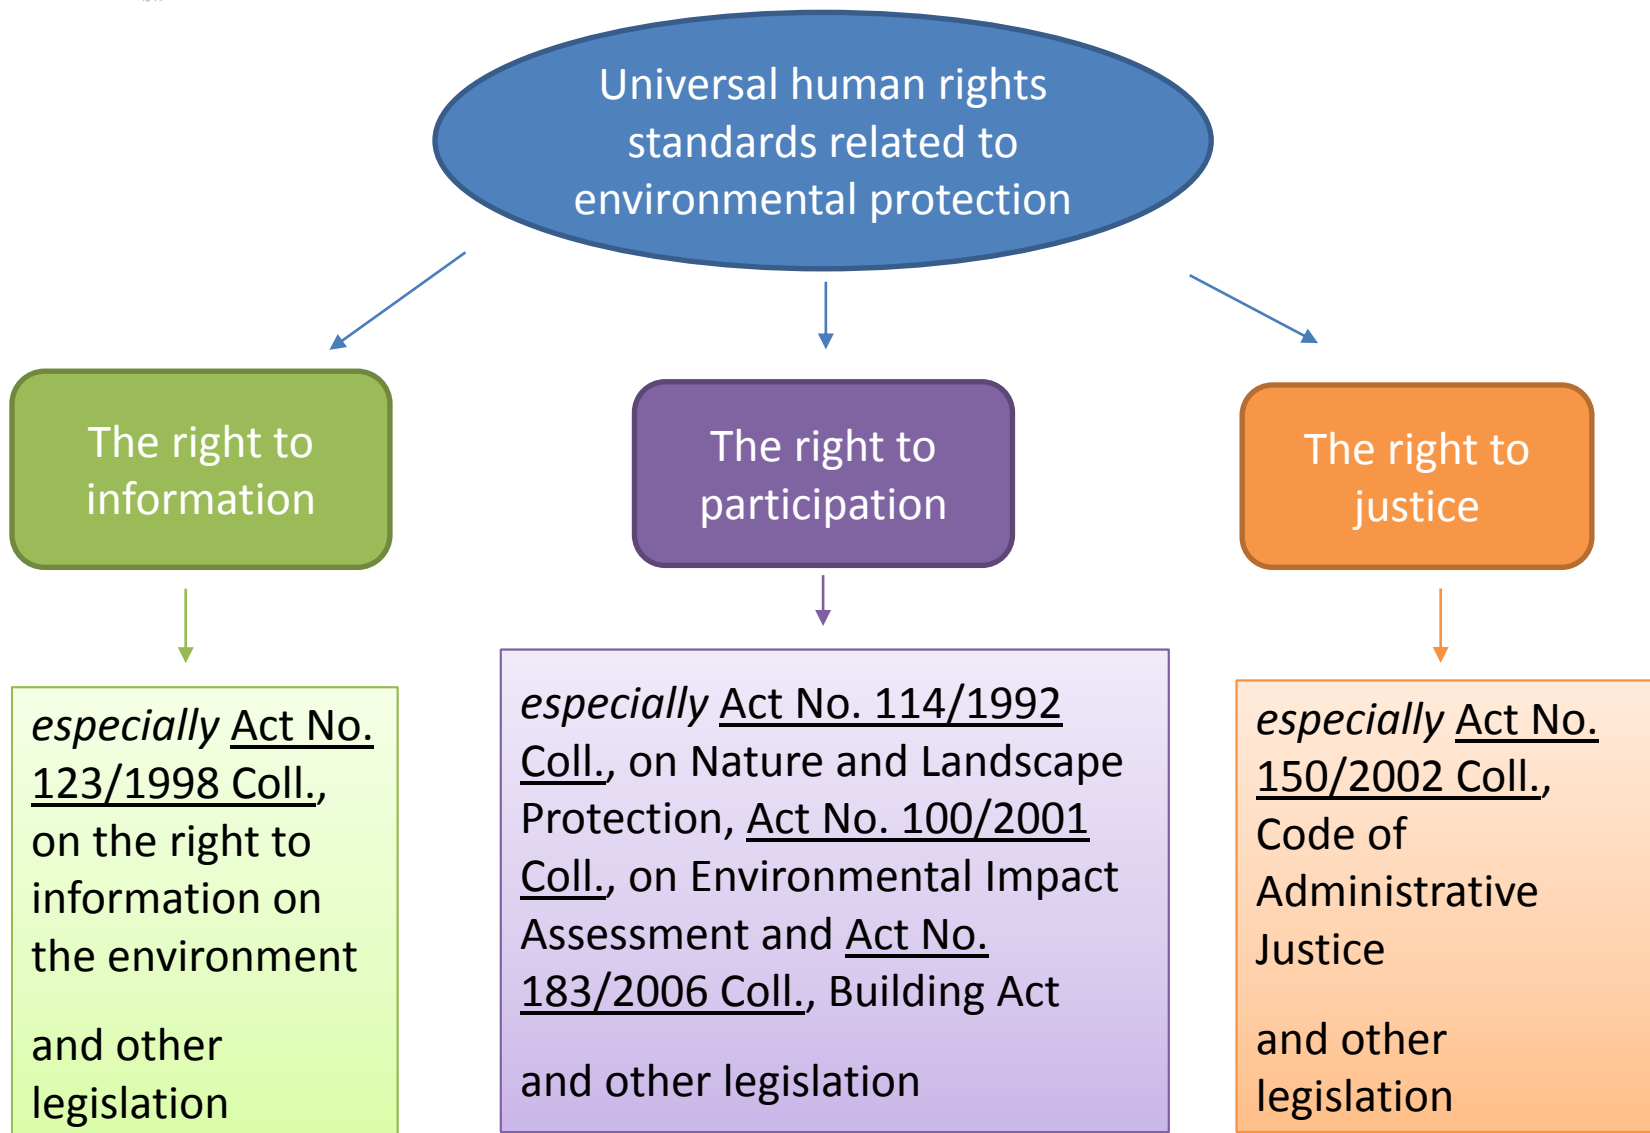 Universal human rights
standards related to
environmental protection
The right to
information
The right to
participation
The right to
justice
especially Act No.
123/1998 Coll.,
on the right to
information on
the environment
and other
legislation
especially Act No. 114/1992
Coll., on Nature and Landscape
Protection, Act No. 100/2001
Coll., on Environmental Impact
Assessment and Act No.
183/2006 Coll., Building Act
and other legislation
especially Act No.
150/2002 Coll.,
Code of
Administrative
Justice
and other
legislation